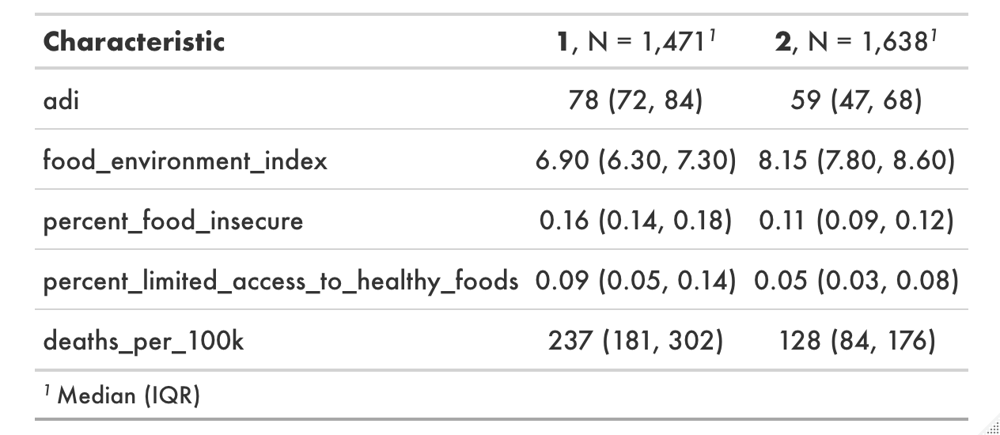 Characteristic 1, N = 1,471¹ 2, N = 1,638¹
adi 78 (72, 84) 59 (47, 68)
food_environment_index 6.90 (6.30, 7.30) 8.15 (7.80, 8.60)
percent_food_insecure 0.16 (0.14, 0.18) 0.11 (0.09, 0.12)
percent_limited_access_to_healthy_foods 0.09 (0.05, 0.14) 0.05 (0.03, 0.08)
deaths_per_100k 237 (181, 302) 128 (84, 176)
¹ Median (IQR)